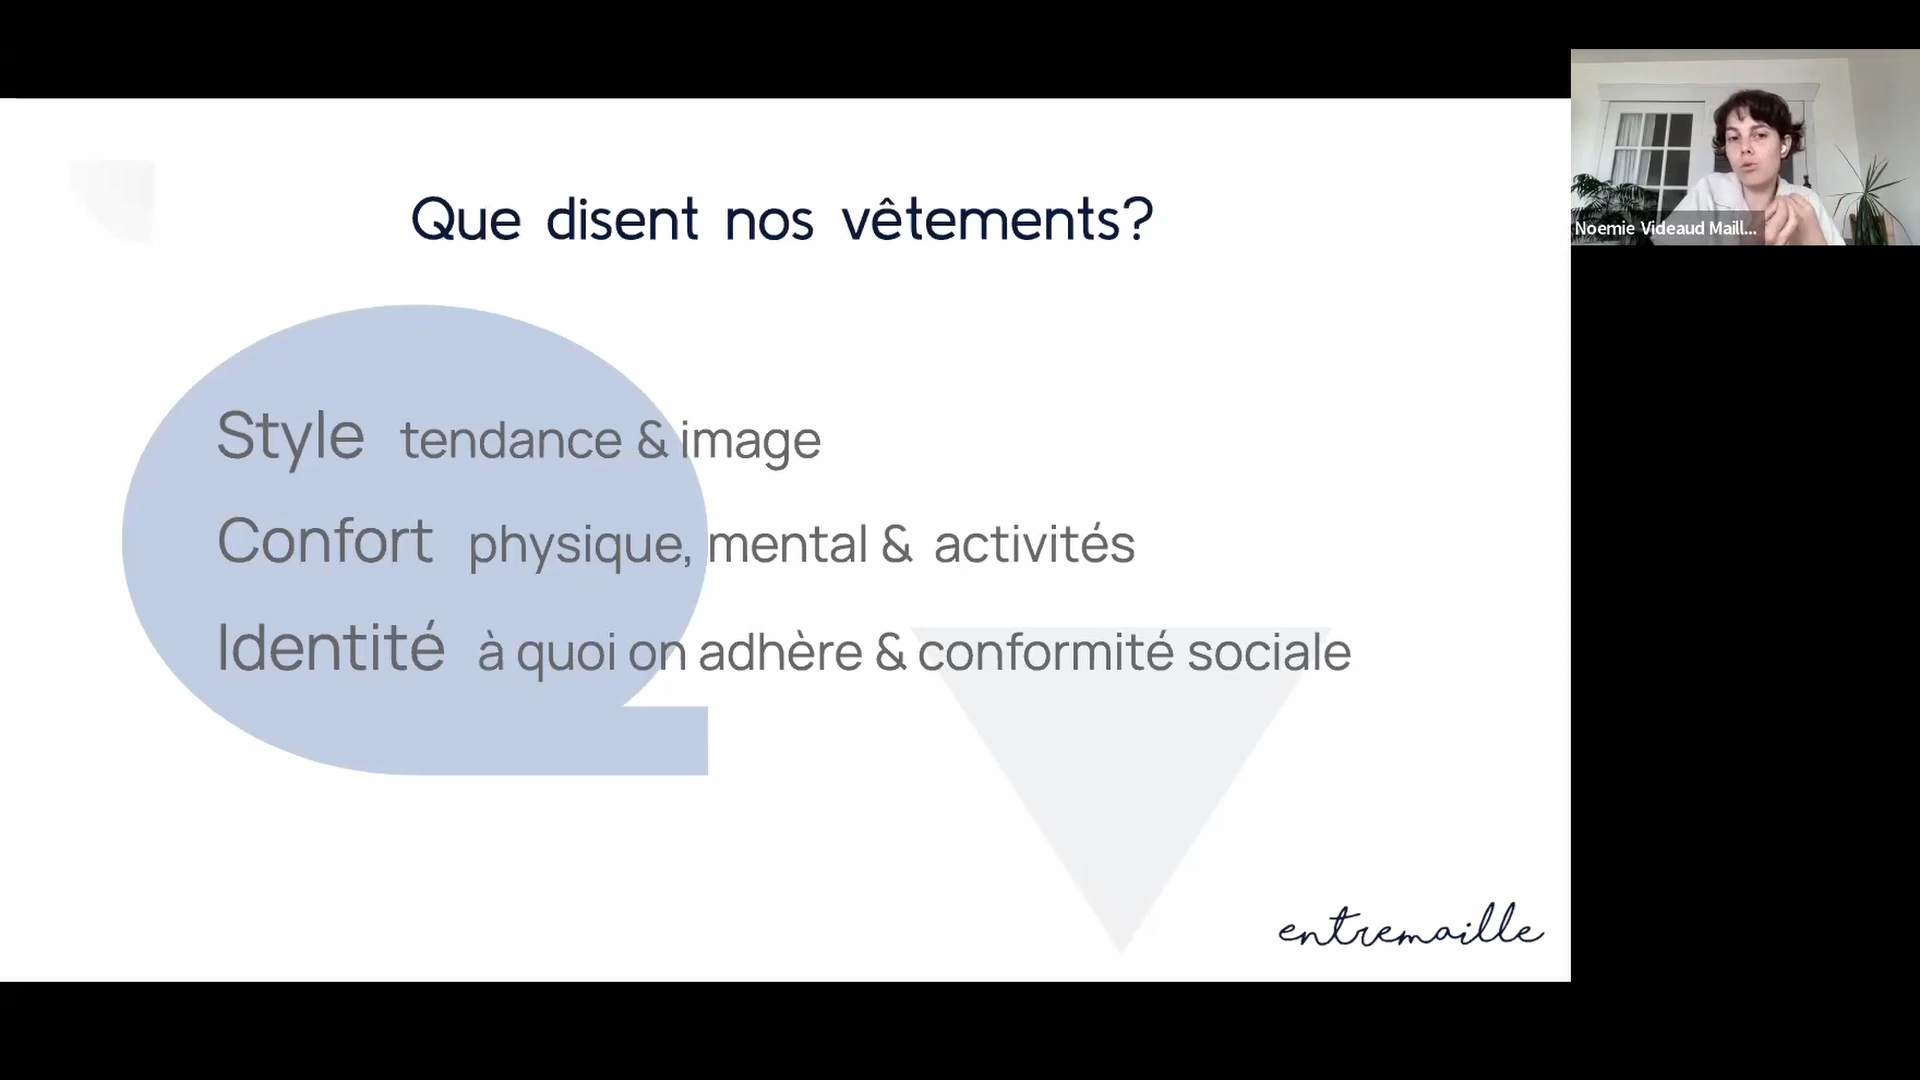 Que disent nos vêtements?
Style tendance & image
Confort physique, mental & activités
Identité à quoi on adhère & conformité sociale
entremaille
Noemie Videaud Maill...